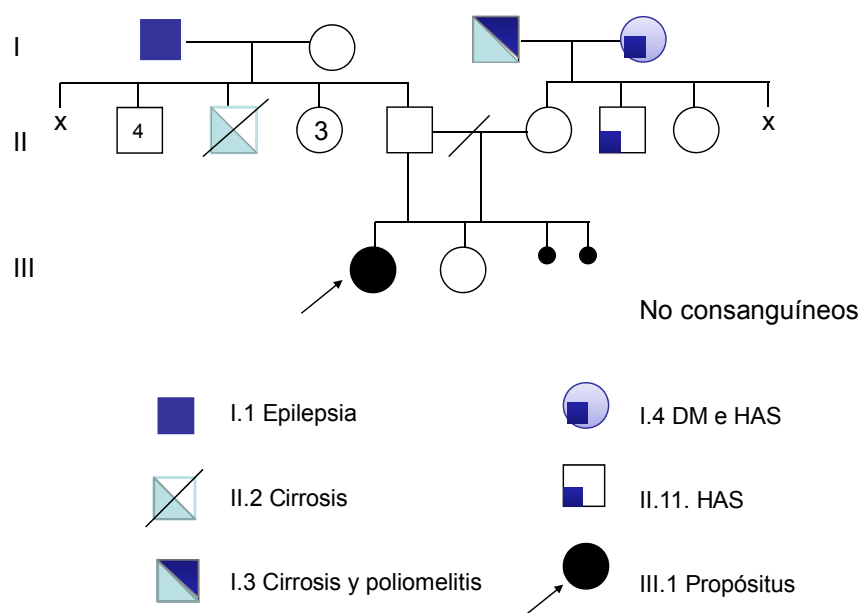 I
x
4
3
x
II
III
No consanguíneos
I.1 Epilepsia
I.4 DM e HAS
II.2 Cirrosis
II.11. HAS
I.3 Cirrosis y poliomelitis
III.1 Propósitus